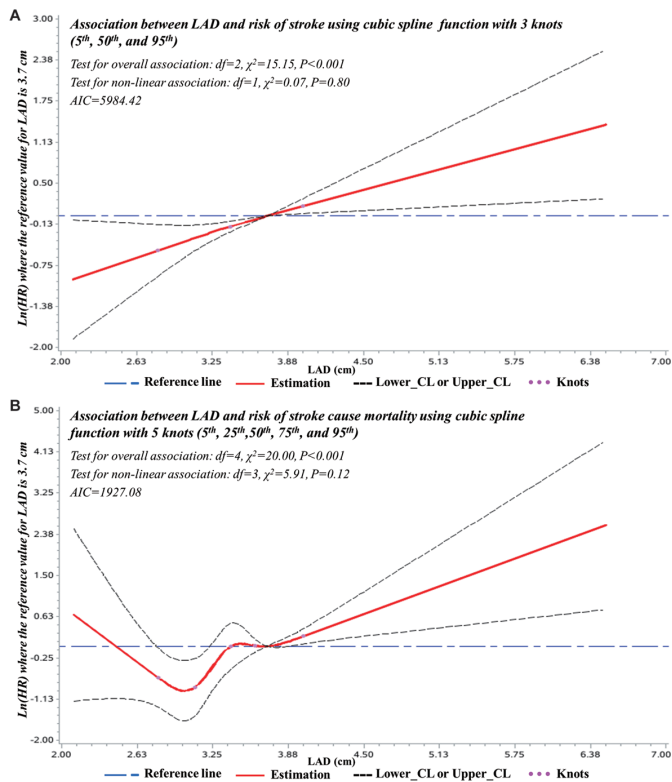 A
Association between LAD and risk of stroke using cubic spline function with 3 knots
(5th, 50th, and 95th)
Test for overall association: df=2, χ²=15.15, P<0.001
Test for non-linear association: df=1, χ²=0.07, P=0.80
AIC=5984.42
Ln(HR) where the reference value for LAD is 3.7 cm
3.00
2.38
1.75
1.13
0.50
-0.13
-0.75
-1.38
-2.00
2.00 2.63 3.25 3.88 4.50 5.13 5.75 6.38 7.00
LAD (cm)
Reference line Estimation Lower_CL or Upper_CL Knots
B
Association between LAD and risk of stroke cause mortality using cubic spline
function with 5 knots (5th, 25th,50th, 75th, and 95th)
Test for overall association: df=4, χ²=20.00, P<0.001
Test for non-linear association: df=3, χ²=5.91, P=0.12
AIC=1927.08
Ln(HR) where the reference value for LAD is 3.7 cm
5.00
4.13
3.25
2.38
1.50
0.63
-0.25
-1.13
-2.00
2.00 2.63 3.25 3.88 4.50 5.13 5.75 6.38 7.00
LAD (cm)
Reference line Estimation Lower_CL or Upper_CL Knots